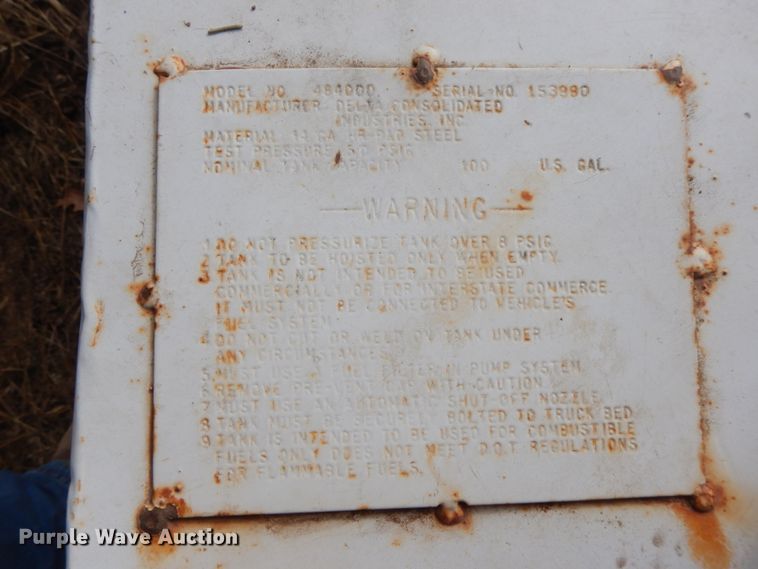 MODEL NO. 484000 SERIAL NO. 153990
MANUFACTURER DELTA CONSOLIDATED
INDUSTRIES, INC.
MATERIAL 14 GA. HR P&O STEEL
TEST PRESSURE PSIG
NOMINAL TANK CAPACITY 100 U.S. GAL.
WARNING
1. DO NOT PRESSURIZE TANK OVER 8 PSIG
2. TANK TO BE HOISTED ONLY WHEN EMPTY.
3. TANK IS NOT INTENDED TO BE USED
COMMERCIALLY OR FOR INTERSTATE COMMERCE.
IT MUST NOT BE CONNECTED TO VEHICLE'S
FUEL SYSTEM.
4. DO NOT CUT OR WELD ON TANK UNDER
ANY CIRCUMSTANCES.
5. MUST USE A FUEL FILTER IN PUMP SYSTEM.
6. REMOVE PRE-VENT CAP WITH CAUTION.
7. MUST USE AN AUTOMATIC SHUT-OFF NOZZLE.
8. TANK MUST BE SECURELY BOLTED TO TRUCK BED
9. TANK IS INTENDED TO BE USED FOR COMBUSTIBLE
FUELS ONLY DOES NOT MEET D.O.T. REGULATIONS
FOR FLAMMABLE FUELS.
Purple Wave Auction